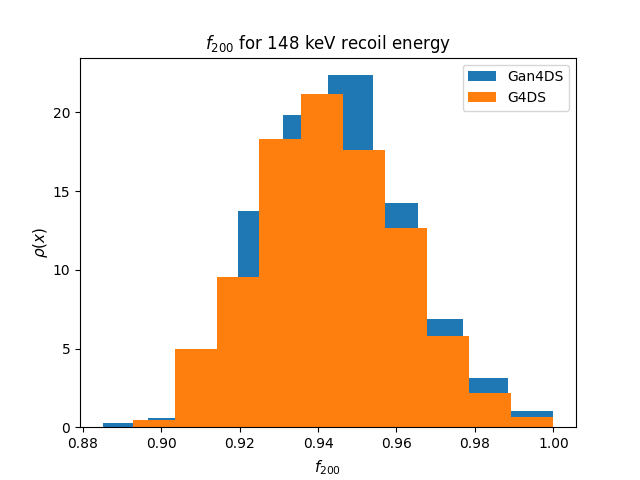 f₂₀₀ for 148 keV recoil energy
Gan4DS
G4DS
ρ(x)
20
15
10
5
0
0.88 0.90 0.92 0.94 0.96 0.98 1.00
f₂₀₀